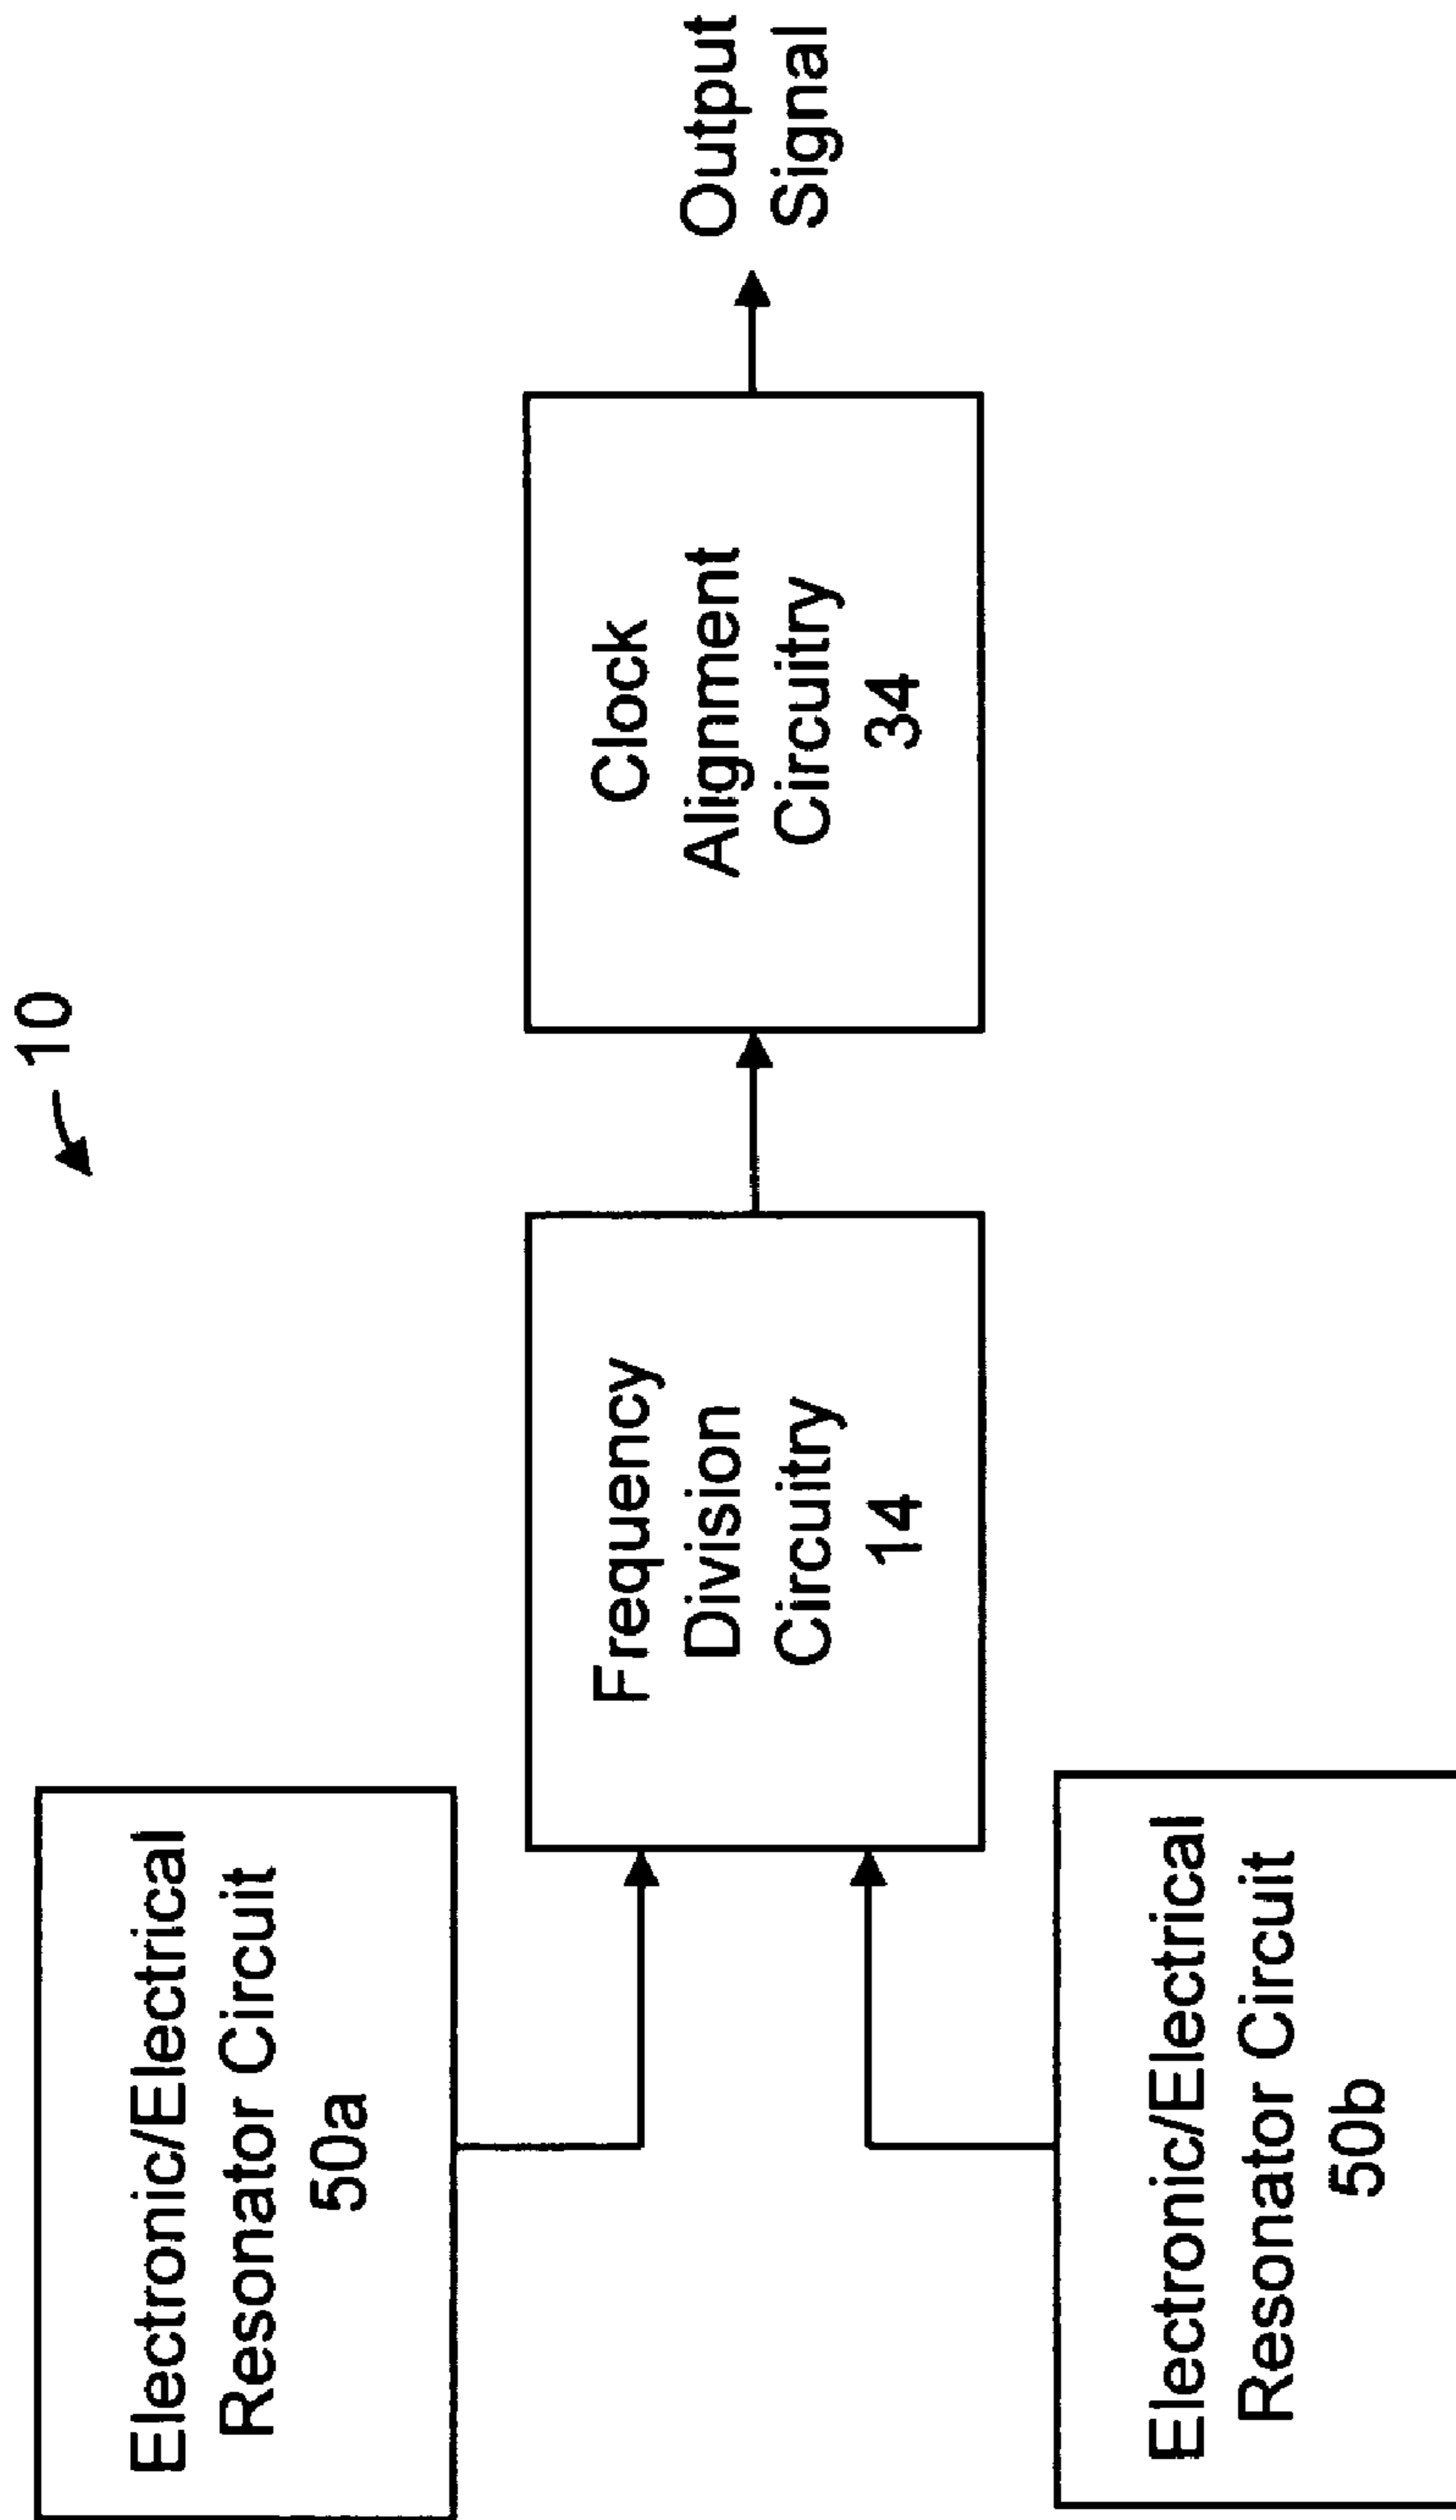 10
Electronic/Electrical
Resonator Circuit
50a
Frequency
Division
Circuitry
14
Clock
Alignment
Circuitry
34
Output
Signal
Electronic/Electrical
Resonator Circuit
50b